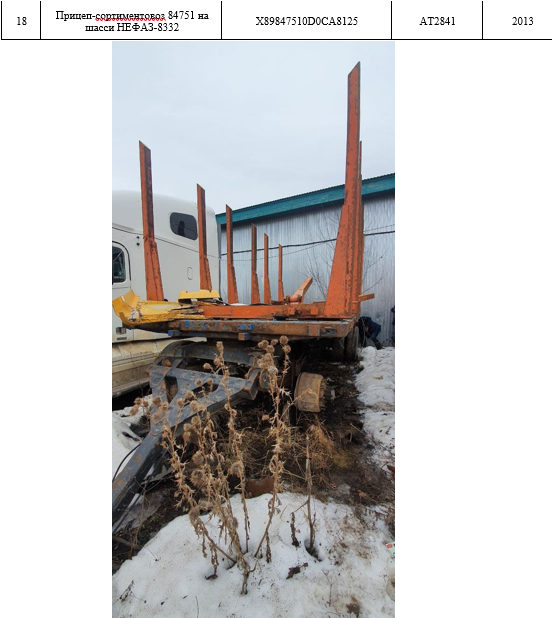 18
Прицеп-сортиментовоз 84751 на
шасси НЕФАЗ-8332
X89847510D0CA8125
АТ2841
2013